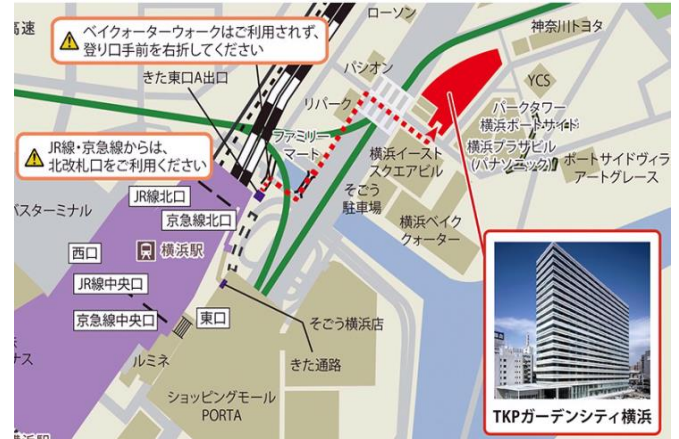 高速
ベイクォーターウォークはご利用されず、
登り口手前を右折してください
きた東口A出口
ローソン
神奈川トヨタ
パシオン
YCS
リパーク
パークタワー
横浜ポートサイド
ファミリー
マート
横浜プラザビル
(パナソニック)
横浜イースト
スクエアビル
ポートサイドヴィラ
アートグレース
JR線・京急線からは、
北改札口をご利用ください
JR線北口
京急線北口
そごう
駐車場
横浜ベイク
クォーター
バスターミナル
西口
横浜駅
JR線中央口
京急線中央口
東口
そごう横浜店
きた通路
ルミネ
ナス
ショッピングモール
PORTA
横浜駅
TKPガーデンシティ横浜